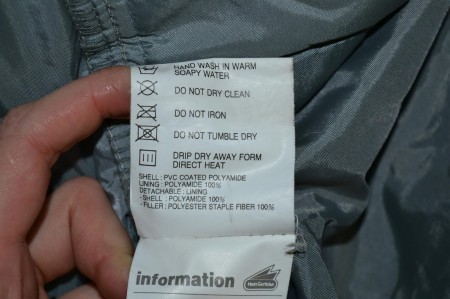 HAND WASH IN WARM
SOAPY WATER
DO NOT DRY CLEAN
DO NOT IRON
DO NOT TUMBLE DRY
DRIP DRY AWAY FORM
DIRECT HEAT
SHELL : PVC COATED POLYAMIDE
LINING : POLYAMIDE 100%
DETACHABLE : LINING
- SHELL : POLYAMIDE 100%
- FILLER : POLYESTER STAPLE FIBER 100%
information
Hein Gericke